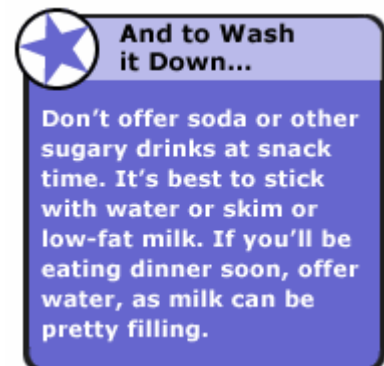 And to Wash
it Down...
Don't offer soda or other
sugary drinks at snack
time. It's best to stick
with water or skim or
low-fat milk. If you'll be
eating dinner soon, offer
water, as milk can be
pretty filling.